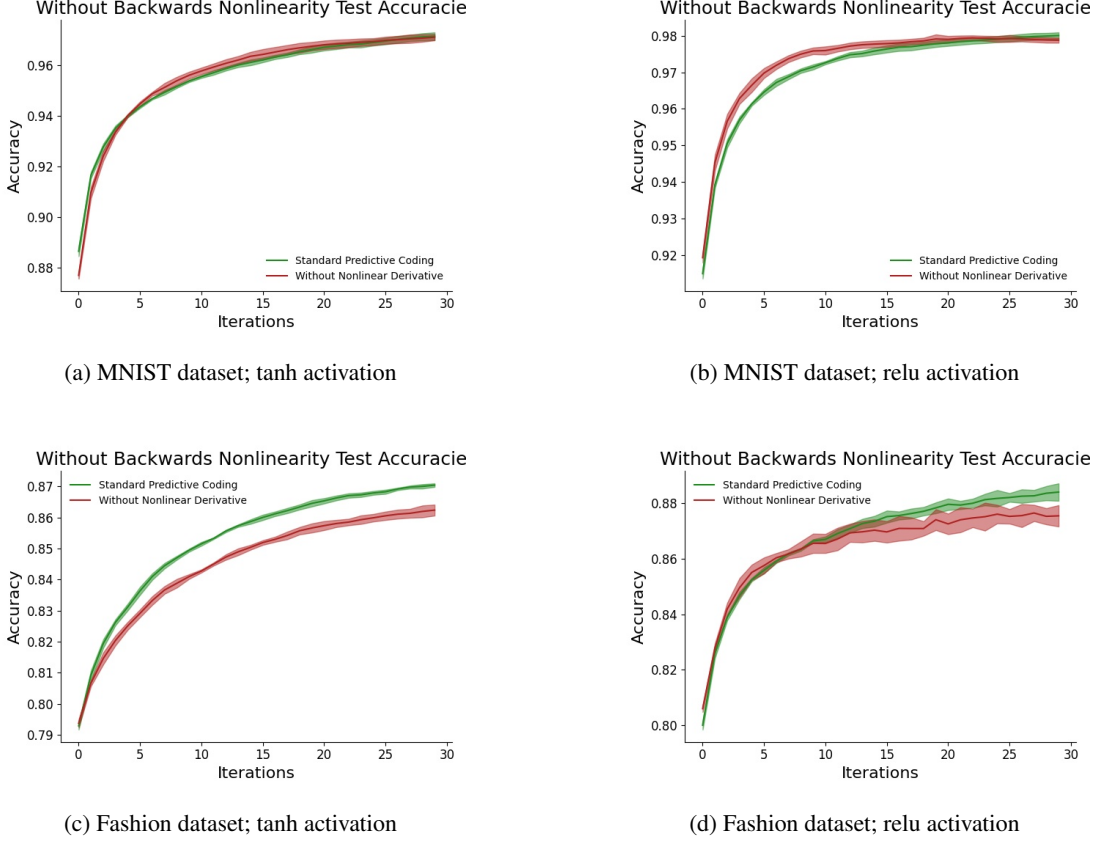 Without Backwards Nonlinearity Test Accuracie
0.96
0.94
0.92
0.90
0.88
Accuracy
Standard Predictive Coding
Without Nonlinear Derivative
0 5 10 15 20 25 30
Iterations
(a) MNIST dataset; tanh activation
Without Backwards Nonlinearity Test Accuracie
0.98
0.97
0.96
0.95
0.94
0.93
0.92
Accuracy
Standard Predictive Coding
Without Nonlinear Derivative
0 5 10 15 20 25 30
Iterations
(b) MNIST dataset; relu activation
Without Backwards Nonlinearity Test Accuracie
Standard Predictive Coding
Without Nonlinear Derivative
0.87
0.86
0.85
0.84
0.83
0.82
0.81
0.80
0.79
Accuracy
0 5 10 15 20 25 30
Iterations
(c) Fashion dataset; tanh activation
Without Backwards Nonlinearity Test Accuracie
Standard Predictive Coding
Without Nonlinear Derivative
0.88
0.86
0.84
0.82
0.80
Accuracy
0 5 10 15 20 25 30
Iterations
(d) Fashion dataset; relu activation